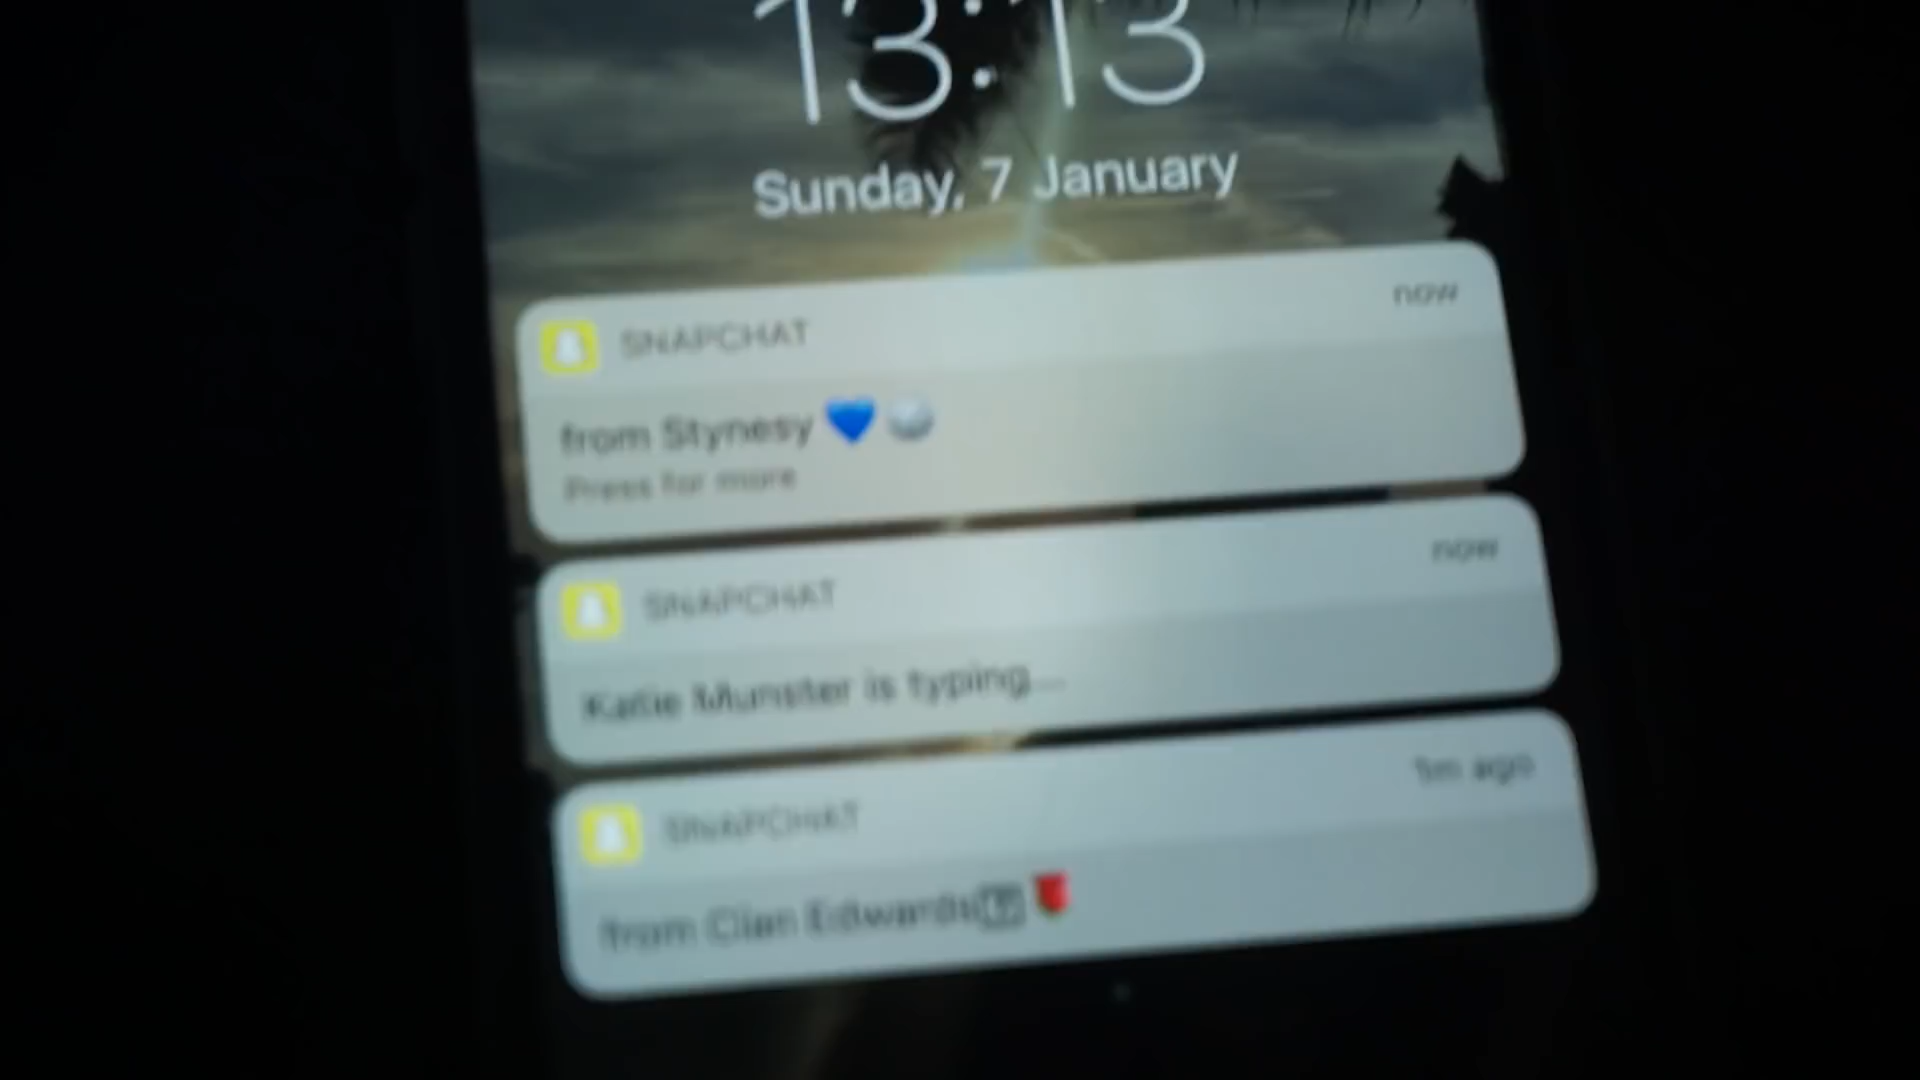 13:13
Sunday, 7 January
SNAPCHAT now
from Stynesy 💙
Press for more
SNAPCHAT now
Katie Munster is typing...
SNAPCHAT 1m ago
from Cian Edwards